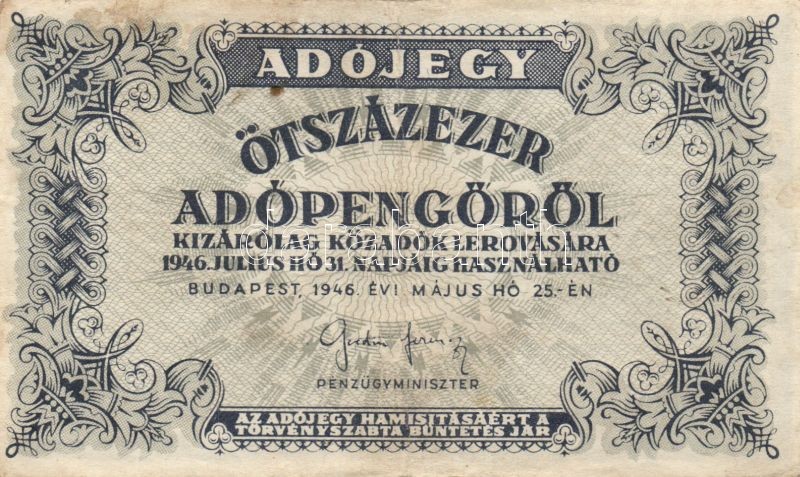 ADÓJEGY
ÖTSZÁZEZER
ADÓPENGŐRŐL
KIZÁRÓLAG KÖZADÓK LEROVÁSÁRA
1946. JULIUS HÓ 31. NAPJÁIG HASZNÁLHATÓ
BUDAPEST, 1946. ÉVI MÁJUS HÓ 25.-ÉN
PÉNZÜGYMINISZTER
AZ ADÓJEGY HAMISITÁSÁÉRT A
TÖRVÉNYSZABTA BÜNTETÉS JÁR